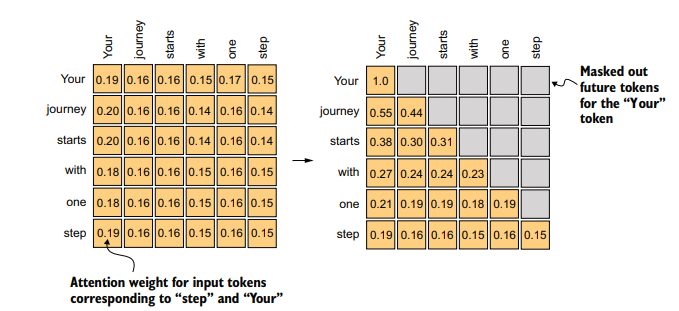 Your journey starts with one step
Your 0.19 0.16 0.16 0.15 0.17 0.15
journey 0.20 0.16 0.16 0.14 0.16 0.14
starts 0.20 0.16 0.16 0.14 0.16 0.14
with 0.18 0.16 0.16 0.15 0.16 0.15
one 0.18 0.16 0.16 0.15 0.16 0.15
step 0.19 0.16 0.16 0.15 0.16 0.15
Attention weight for input tokens
corresponding to “step” and “Your”
Your journey starts with one step
Your 1.0
journey 0.55 0.44
starts 0.38 0.30 0.31
with 0.27 0.24 0.24 0.23
one 0.21 0.19 0.19 0.18 0.19
step 0.19 0.16 0.16 0.15 0.16 0.15
Masked out
future tokens
for the “Your”
token